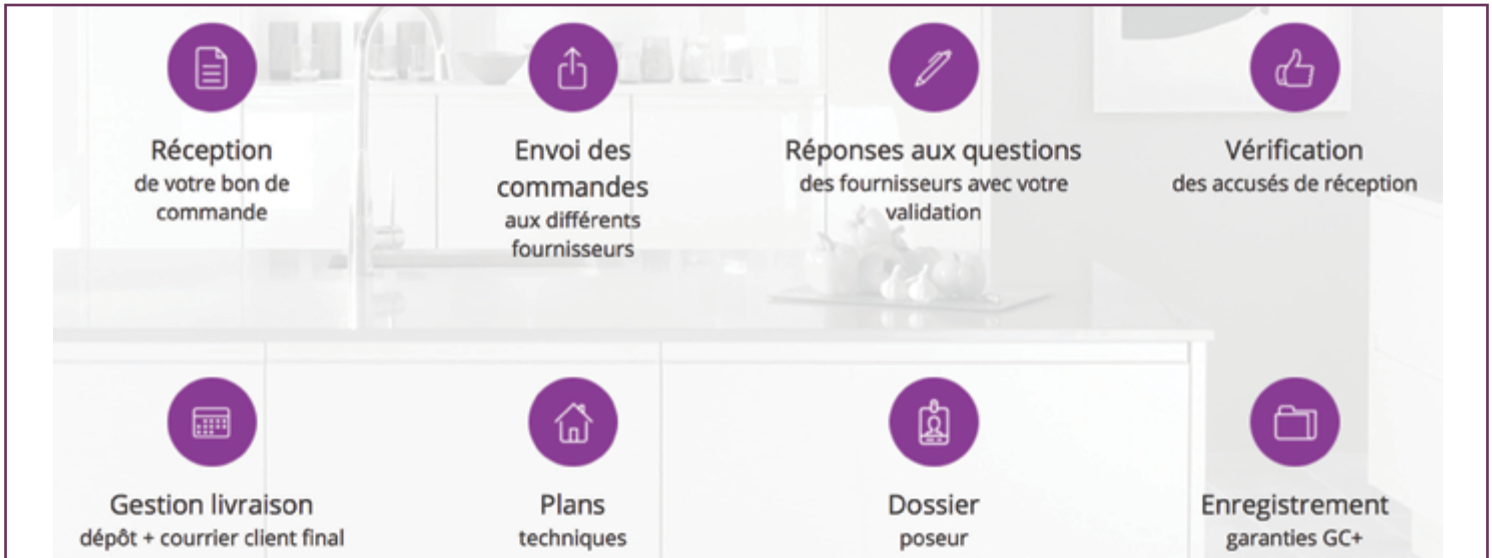 Réception
de votre bon de
commande
Envoi des
commandes
aux différents
fournisseurs
Réponses aux questions
des fournisseurs avec votre
validation
Vérification
des accusés de réception
Gestion livraison
dépôt + courrier client final
Plans
techniques
Dossier
poseur
Enregistrement
garanties GC+